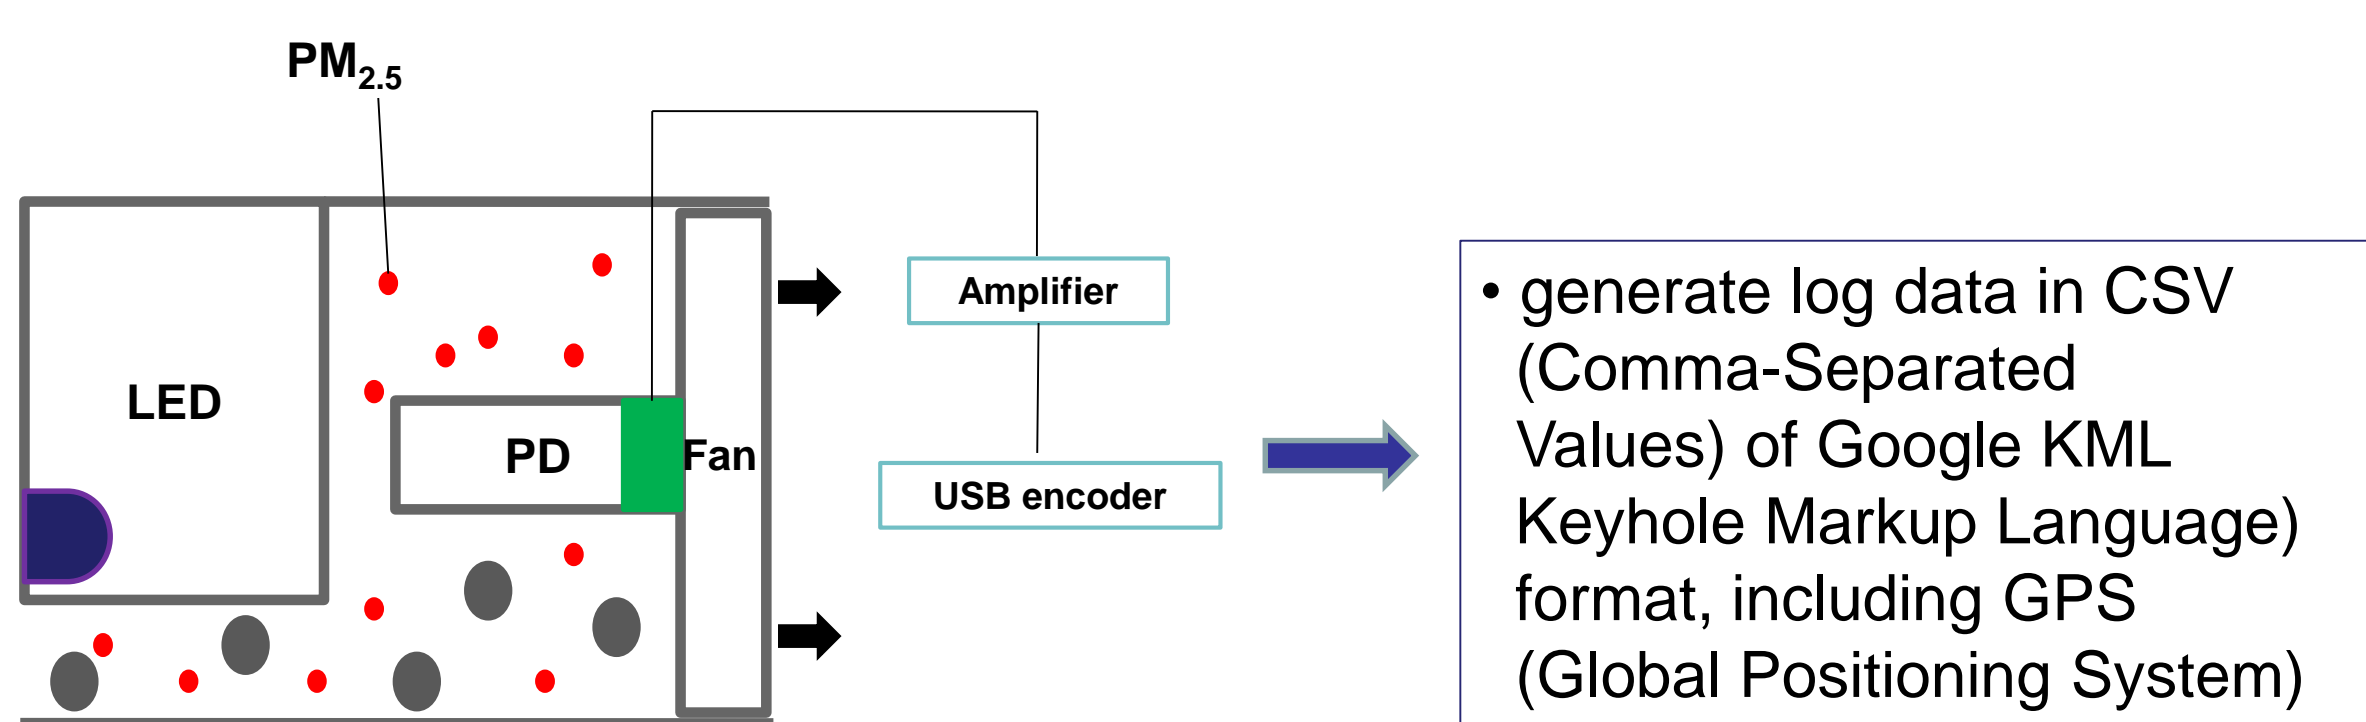 PM2.5
LED
PD
Fan
Amplifier
USB encoder
• generate log data in CSV
(Comma-Separated
Values) of Google KML
Keyhole Markup Language)
format, including GPS
(Global Positioning System)